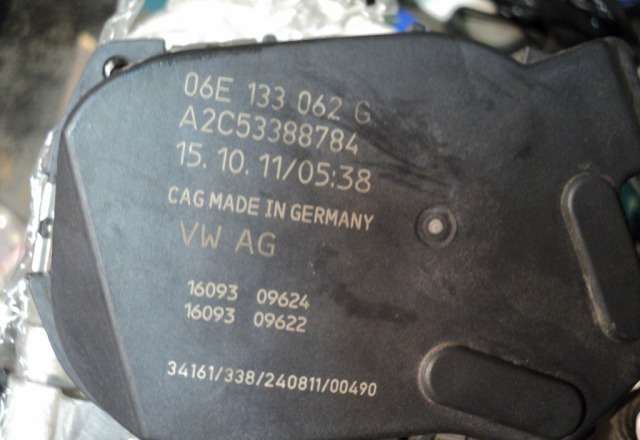 06E 133 062 G
A2C53388784
15.10.11/05:38
CAG MADE IN GERMANY
VW AG
16093 09624
16093 09622
34161/338/240811/00490